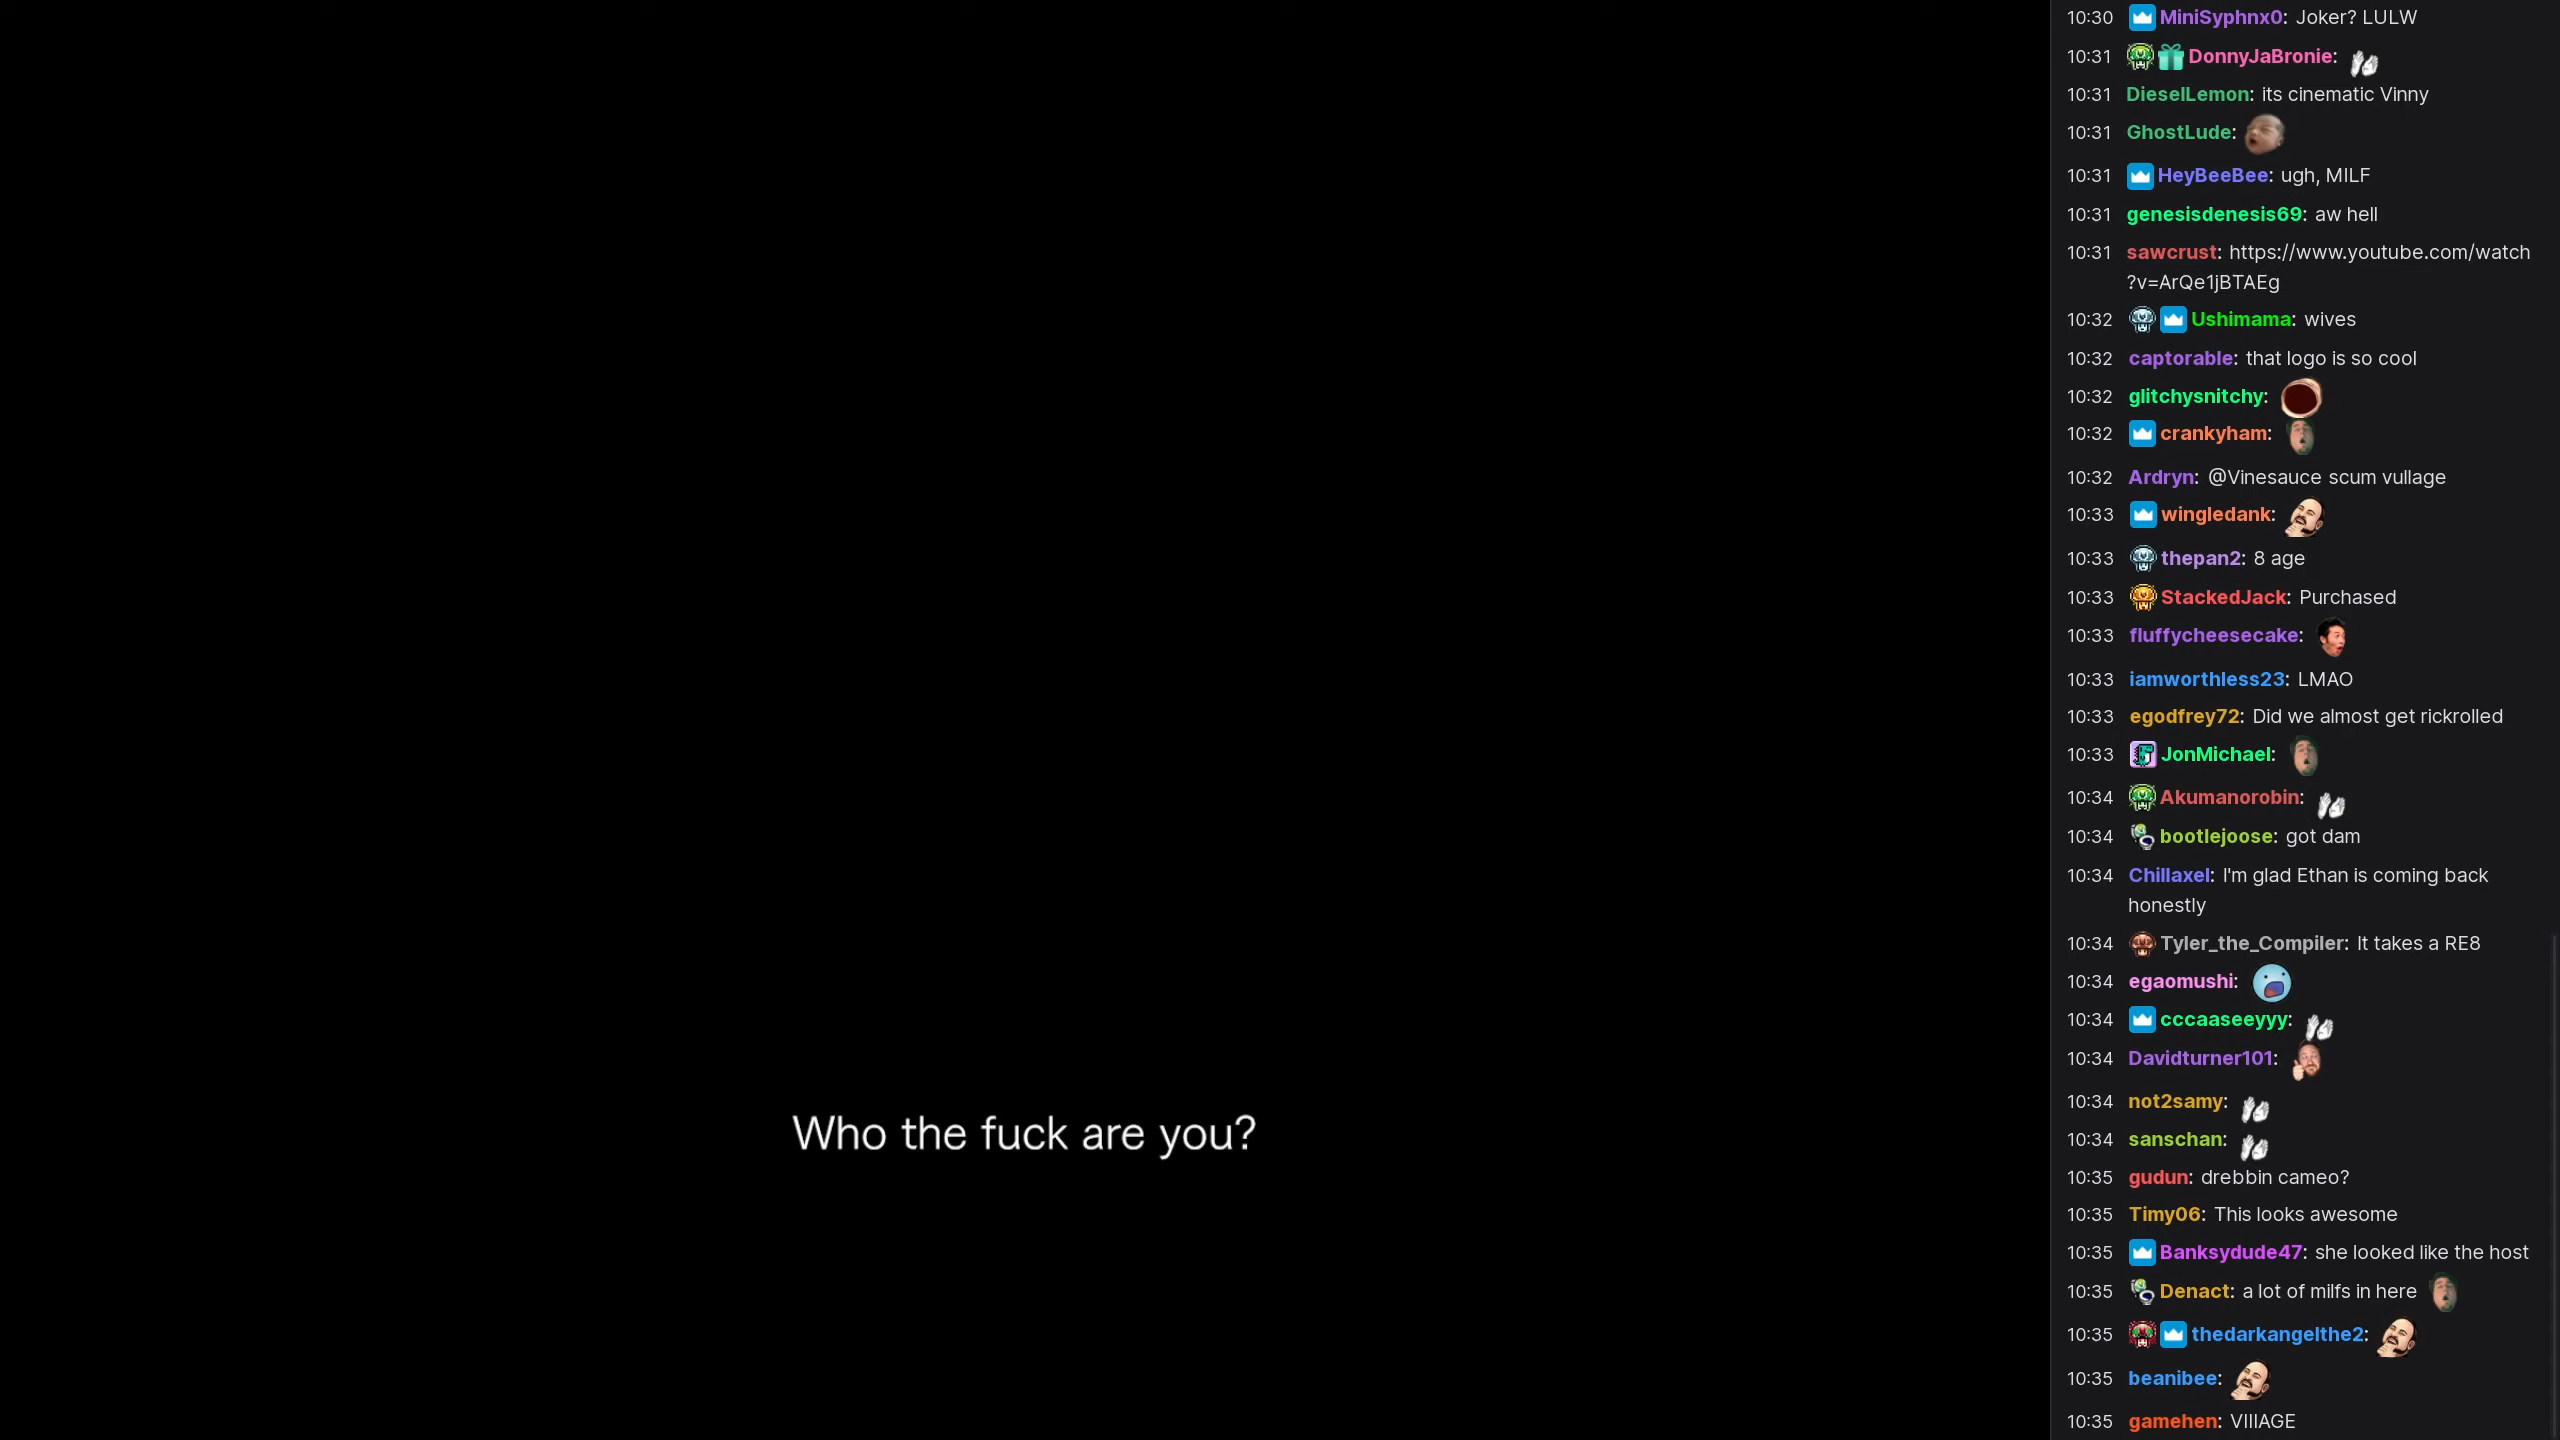 Who the fuck are you?
10:30 MiniSyphnx0: Joker? LULW
10:31 DonnyJaBronie:
10:31 DieselLemon: its cinematic Vinny
10:31 GhostLude:
10:31 HeyBeeBee: ugh, MILF
10:31 genesisdenesis69: aw hell
10:31 sawcrust: https://www.youtube.com/watch
?v=ArQe1jBTAEg
10:32 Ushimama: wives
10:32 captorable: that logo is so cool
10:32 glitchysnitchy:
10:32 crankyham:
10:32 Ardryn: @Vinesauce scum vullage
10:33 wingledank:
10:33 thepan2: 8 age
10:33 StackedJack: Purchased
10:33 fluffycheesecake:
10:33 iamworthless23: LMAO
10:33 egodfrey72: Did we almost get rickrolled
10:33 JonMichael:
10:34 Akumanorobin:
10:34 bootlejoose: got dam
10:34 Chillaxel: I'm glad Ethan is coming back
honestly
10:34 Tyler_the_Compiler: It takes a RE8
10:34 egaomushi:
10:34 cccaaseeyyy:
10:34 Davidturner101:
10:34 not2samy:
10:34 sanschan:
10:35 gudun: drebbin cameo?
10:35 Timy06: This looks awesome
10:35 Banksydude47: she looked like the host
10:35 Denact: a lot of milfs in here
10:35 thedarkangelthe2:
10:35 beanibee:
10:35 gamehen: VIIIAGE